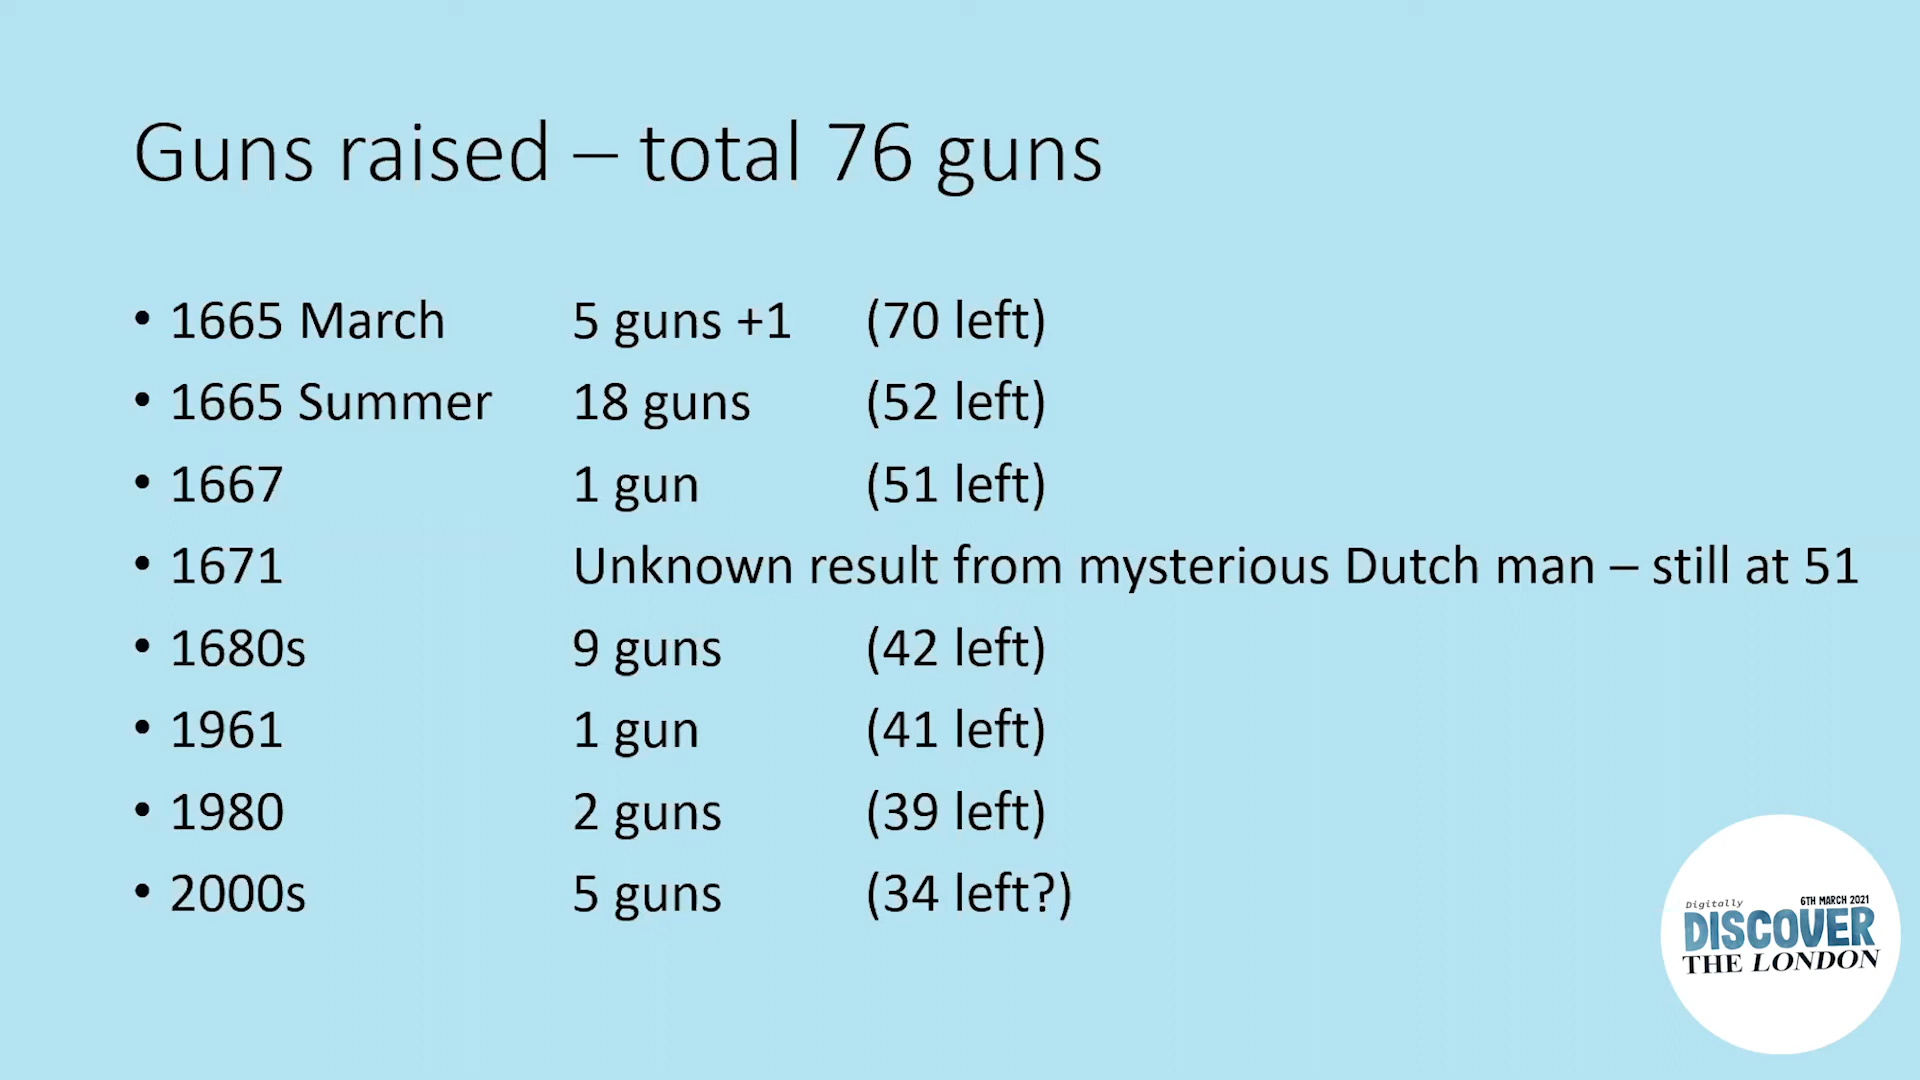 Guns raised – total 76 guns
• 1665 March 5 guns +1 (70 left)
• 1665 Summer 18 guns (52 left)
• 1667 1 gun (51 left)
• 1671 Unknown result from mysterious Dutch man – still at 51
• 1680s 9 guns (42 left)
• 1961 1 gun (41 left)
• 1980 2 guns (39 left)
• 2000s 5 guns (34 left?)
Digitally 6TH MARCH 2021
DISCOVER
THE LONDON